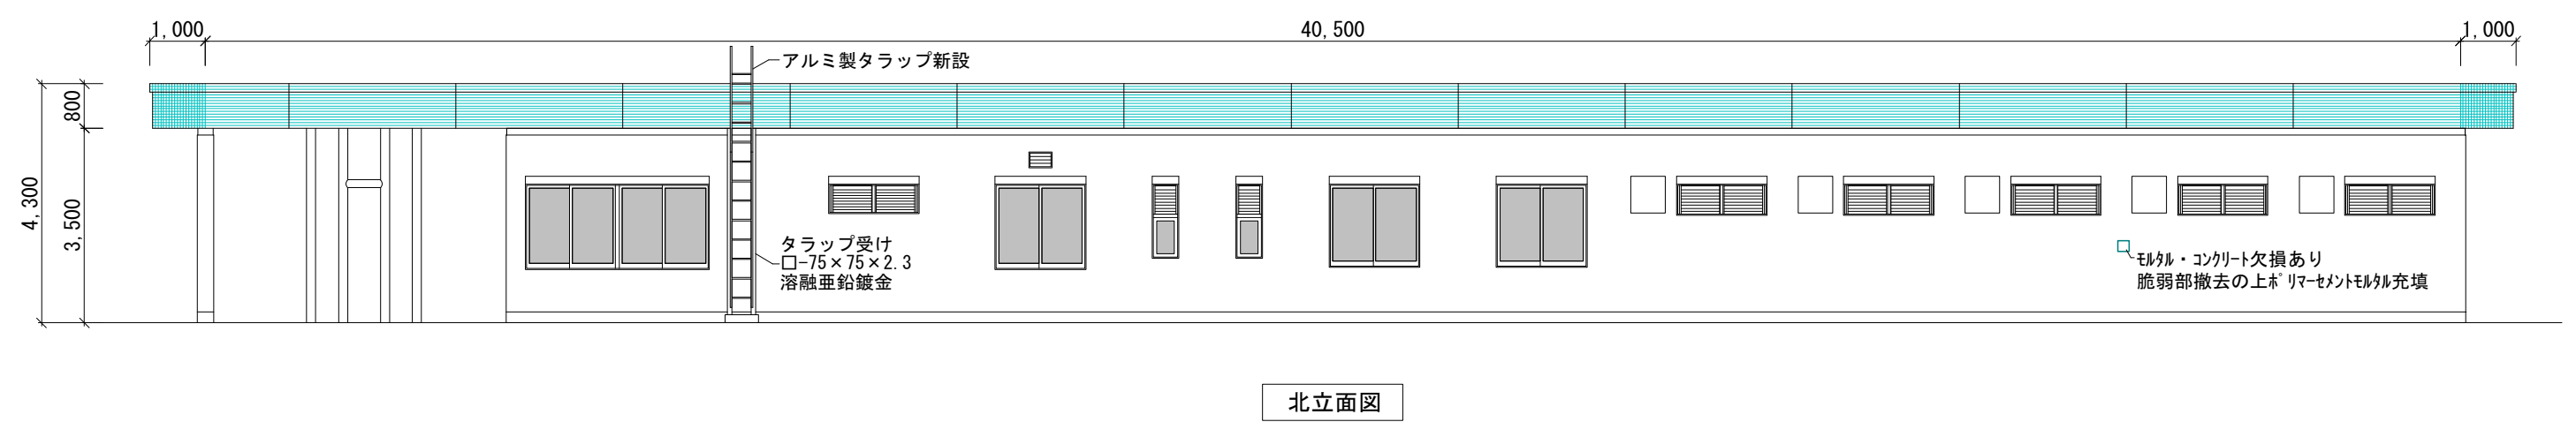 1,000
40,500
1,000
アルミ製タラップ新設
800
4,300
3,500
タラップ受け
□-75×75×2.3
溶融亜鉛鍍金
ﾓﾙﾀﾙ・ｺﾝｸﾘｰﾄ欠損あり
脆弱部撤去の上ﾎﾟﾘﾏｰｾﾒﾝﾄﾓﾙﾀﾙ充填
北立面図